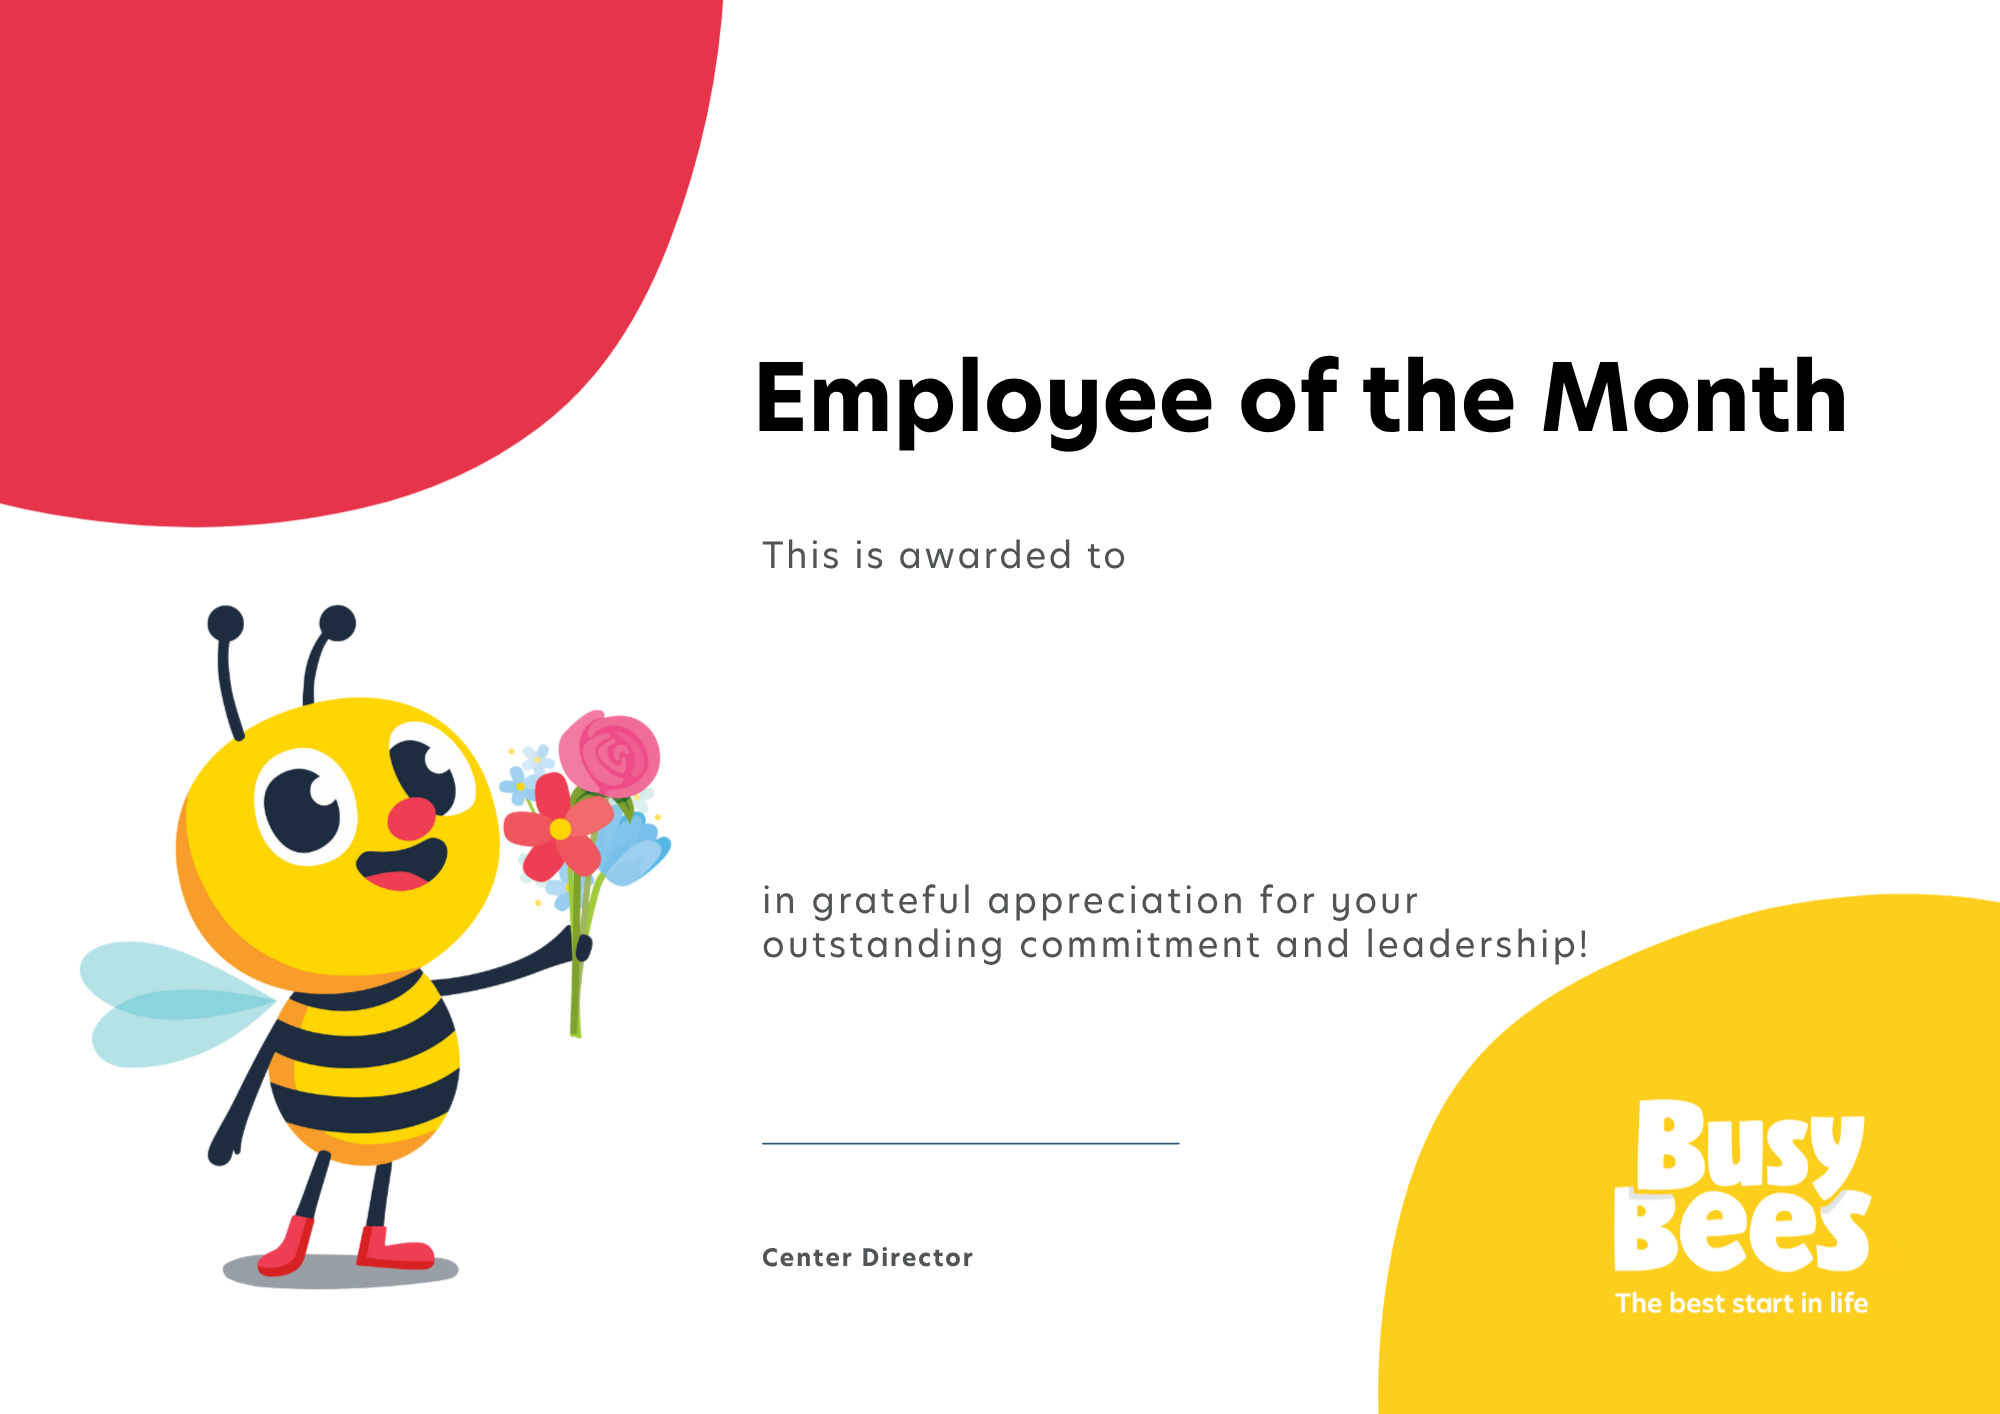 Employee of the Month
This is awarded to
in grateful appreciation for your
outstanding commitment and leadership!
Center Director
Busy
Bees
The best start in life